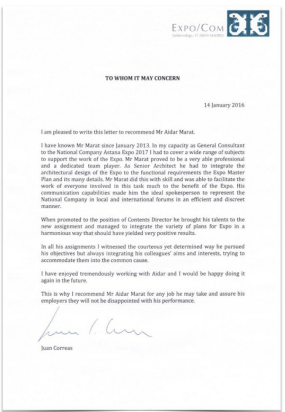 EXPO/COM
TO WHOM IT MAY CONCERN
14 January 2016
I am pleased to write this letter to recommend Mr Aidar Marat.
I have known Mr Marat since January 2013. In my capacity as General Consultant
to the National Company Astana Expo 2017 I had to cover a wide range of subjects
to support the work of the Expo. Mr Marat proved to be a very able professional
and a dedicated team player. As Senior Architect he had to integrate the
architectural design of the Expo to the functional requirements the Expo Master
Plan and its many details. Mr Marat did this with skill and was able to facilitate the
work of everyone involved in this task much to the benefit of the Expo. His
communication capabilities made him the ideal spokesperson to represent the
National Company in local and international forums in an efficient and discreet
manner.
When promoted to the position of Contents Director he brought his talents to the
new assignment and managed to integrate the variety of plans for Expo in a
harmonious way that should have yielded very positive results.
In all his assignments I witnessed the courteous yet determined way he pursued
his objectives but always integrating his colleagues' aims and interests, trying to
accommodate them into the common cause.
I have enjoyed tremendously working with Aidar and I would be happy doing it
again in the future.
This is why I recommend Mr Aidar Marat for any job he may take and assure his
employers they will not be disappointed with his performance.
Juan Correas